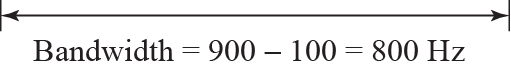 Bandwidth = 900 – 100 = 800 Hz